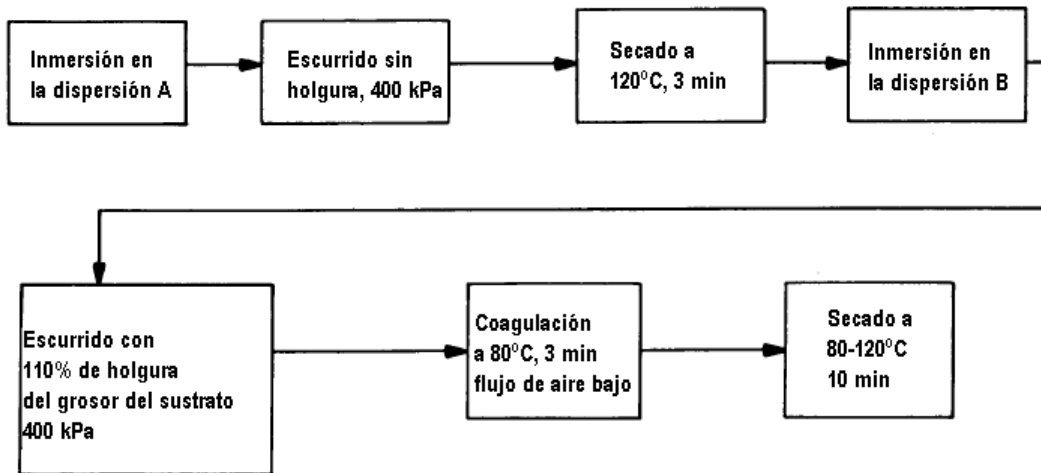 Inmersión en
la dispersión A
Escurrido sin
holgura, 400 kPa
Secado a
120°C, 3 min
Inmersión en
la dispersión B
Escurrido con
110% de holgura
del grosor del sustrato
400 kPa
Coagulación
a 80°C, 3 min
flujo de aire bajo
Secado a
80-120°C
10 min